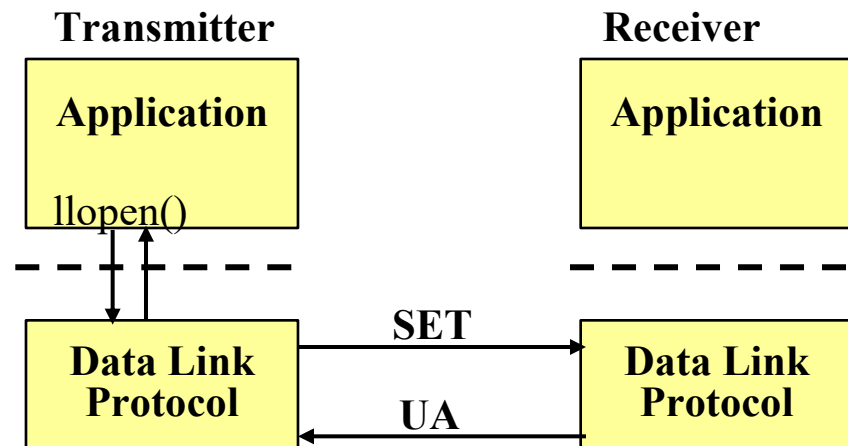 Transmitter
Receiver
Application
Application
llopen()
SET
Data Link
Protocol
Data Link
Protocol
UA